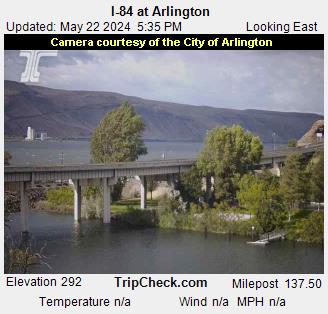 I-84 at Arlington
Updated: May 22 2024 5:35 PM Looking East
Camera courtesy of the City of Arlington
Elevation 292 TripCheck.com Milepost 137.50
Temperature n/a Wind n/a MPH n/a